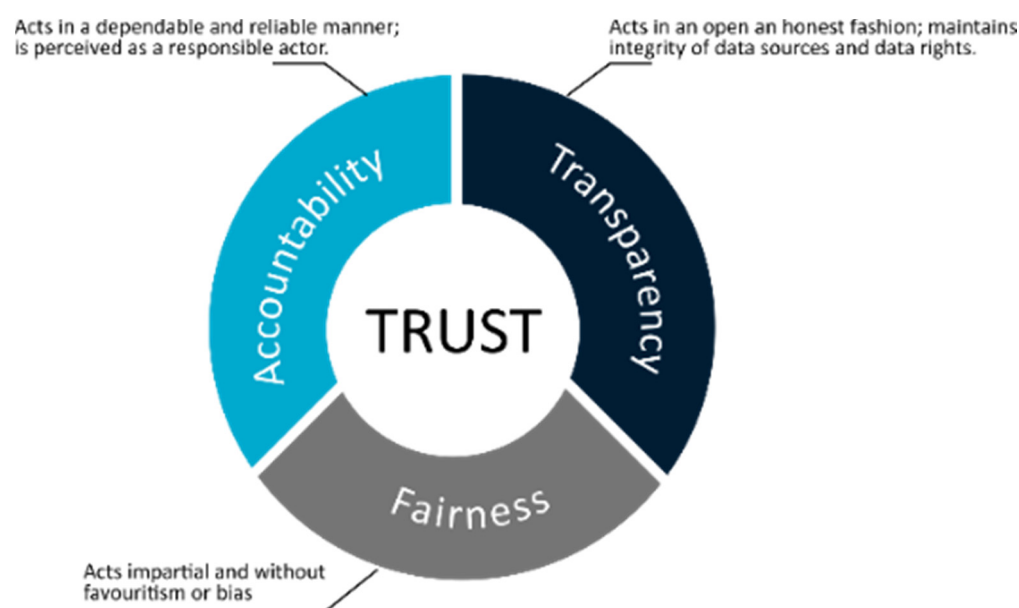 Acts in a dependable and reliable manner;
is perceived as a responsible actor.
Acts in an open an honest fashion; maintains
integrity of data sources and data rights.
Accountability
Transparency
TRUST
Fairness
Acts impartial and without
favouritism or bias